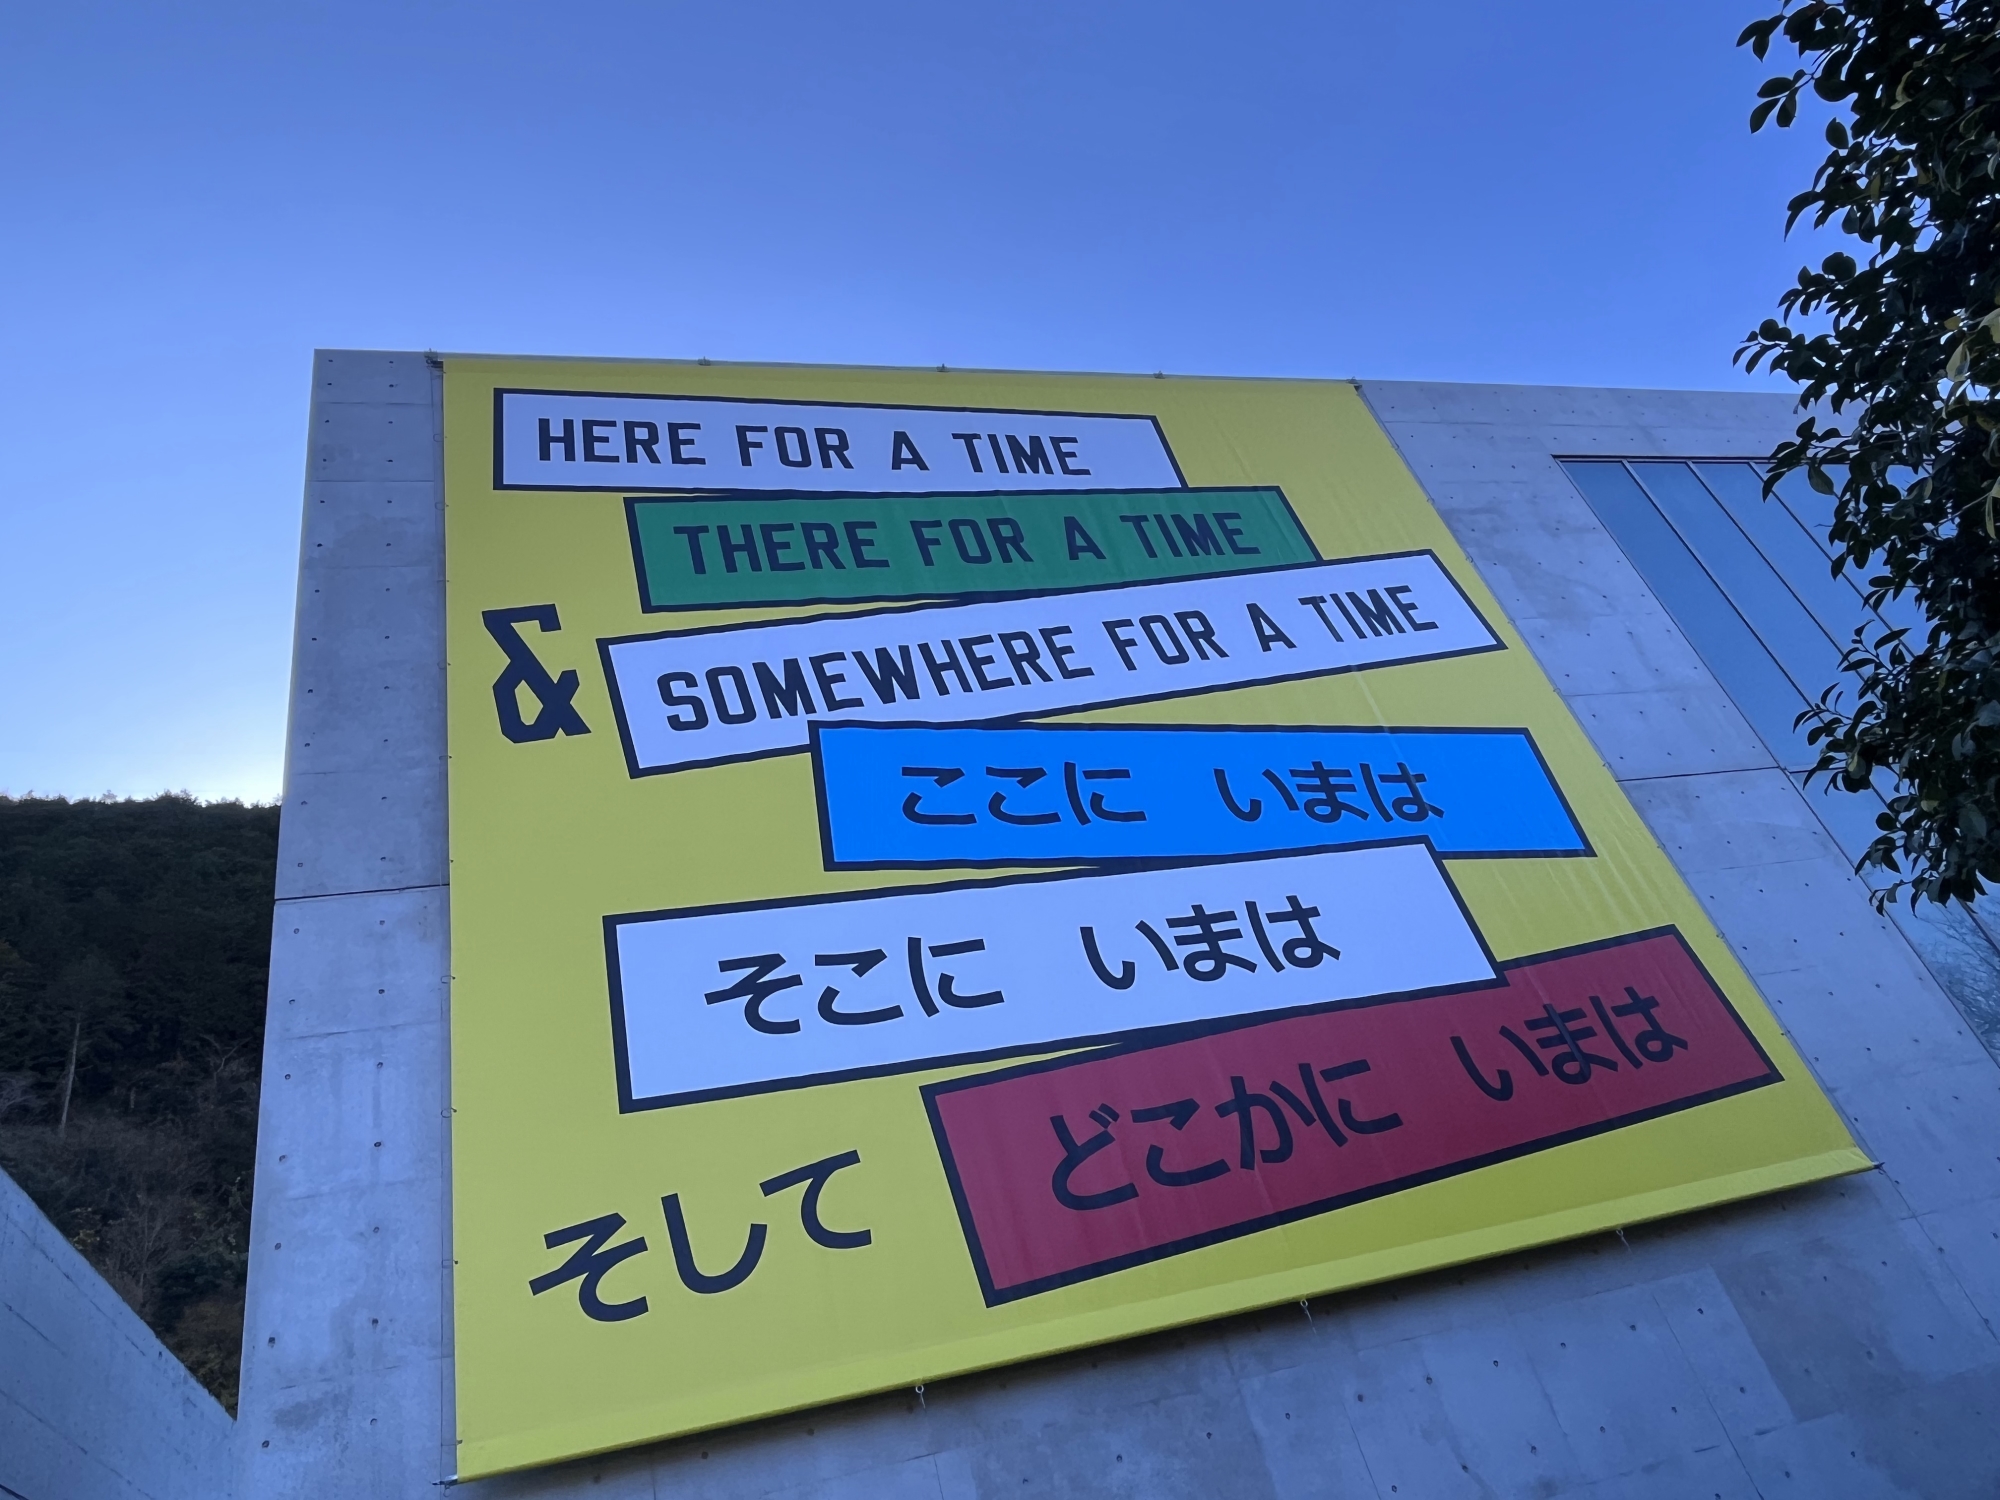 HERE FOR A TIME
THERE FOR A TIME
& SOMEWHERE FOR A TIME
ここに いまは
そこに いまは
そして どこかに いまは